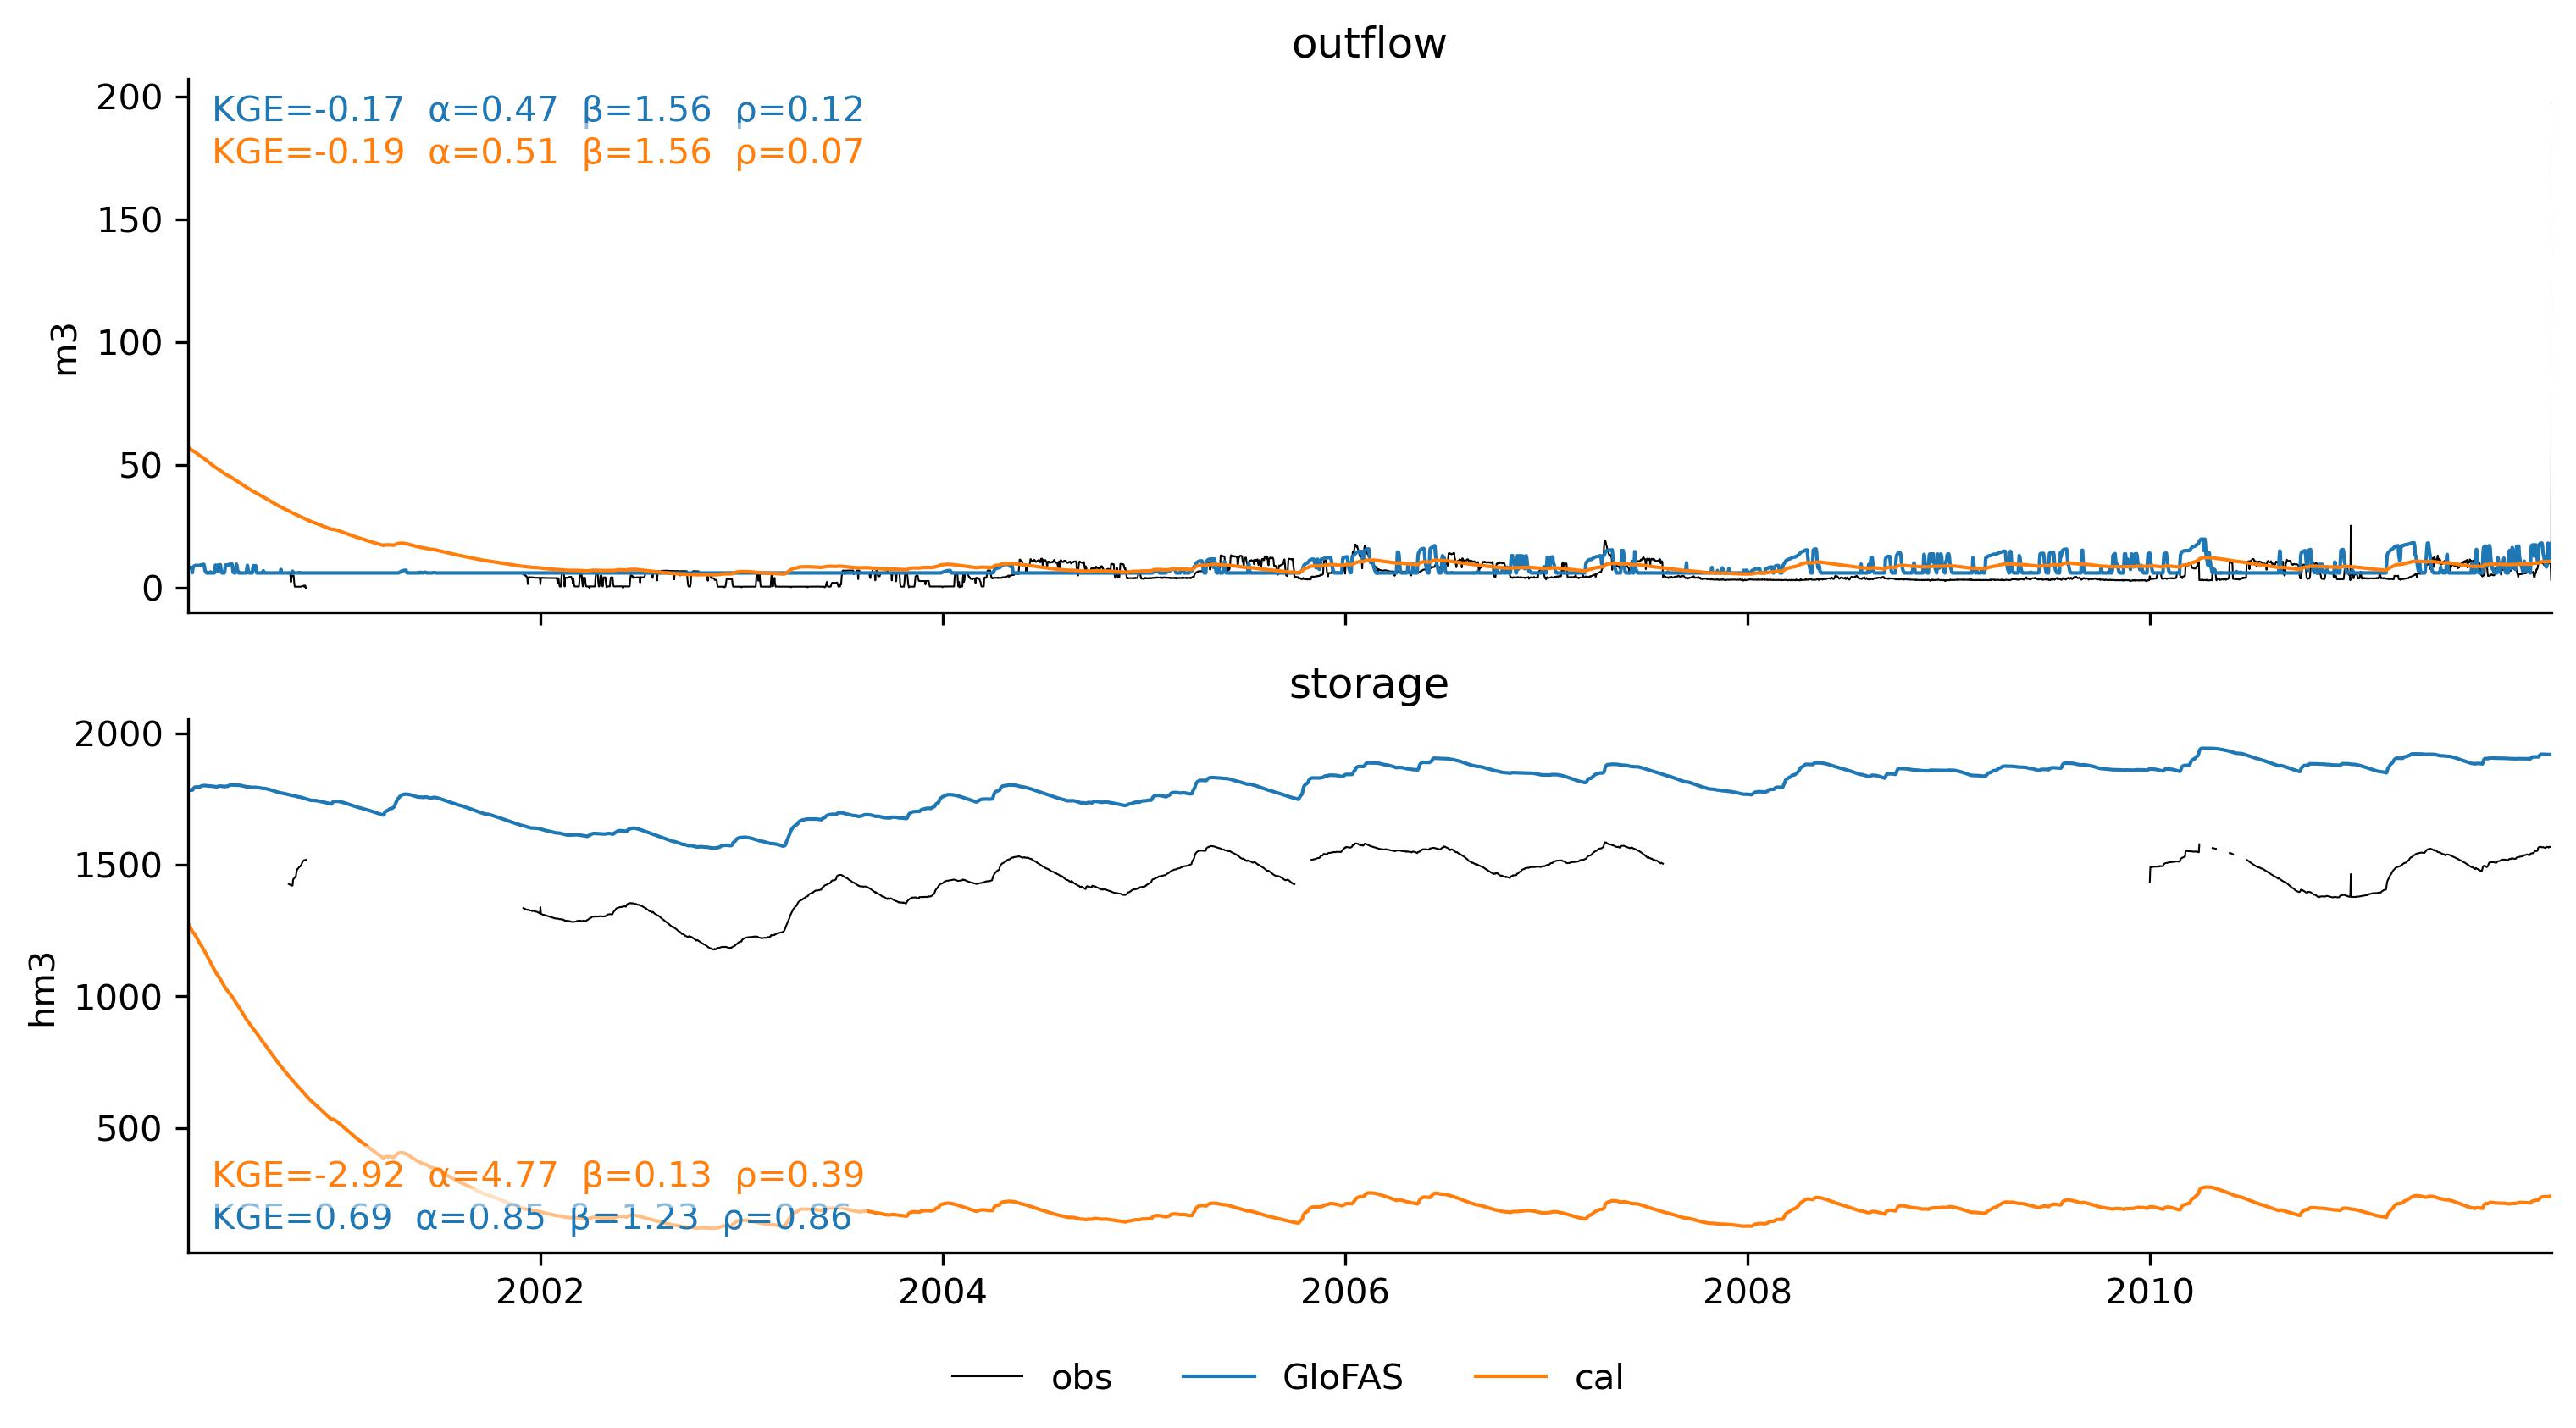 outflow
200
150
100
50
0
m3
KGE=-0.17 α=0.47 β=1.56 ρ=0.12
KGE=-0.19 α=0.51 β=1.56 ρ=0.07
storage
2000
1500
1000
500
hm3
KGE=-2.92 α=4.77 β=0.13 ρ=0.39
KGE=0.69 α=0.85 β=1.23 ρ=0.86
2002 2004 2006 2008 2010
obs GloFAS cal